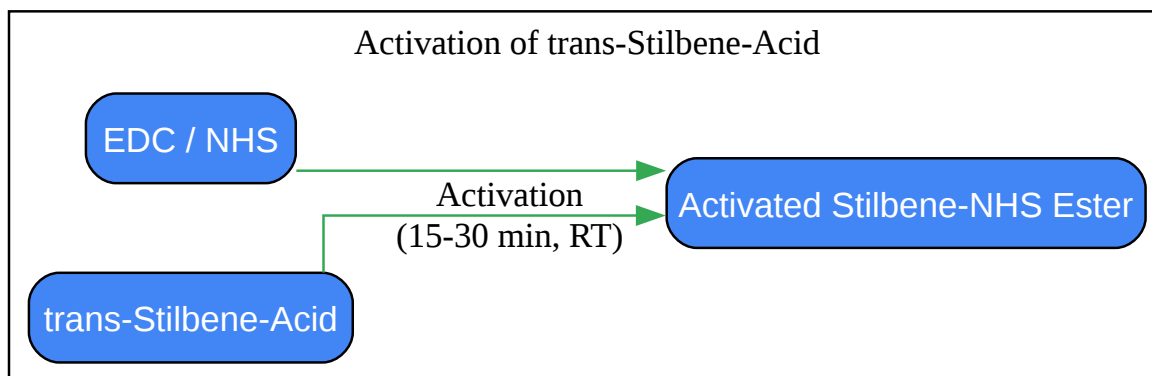 Activation of trans-Stilbene-Acid
EDC / NHS
Activation
(15-30 min, RT)
Activated Stilbene-NHS Ester
trans-Stilbene-Acid